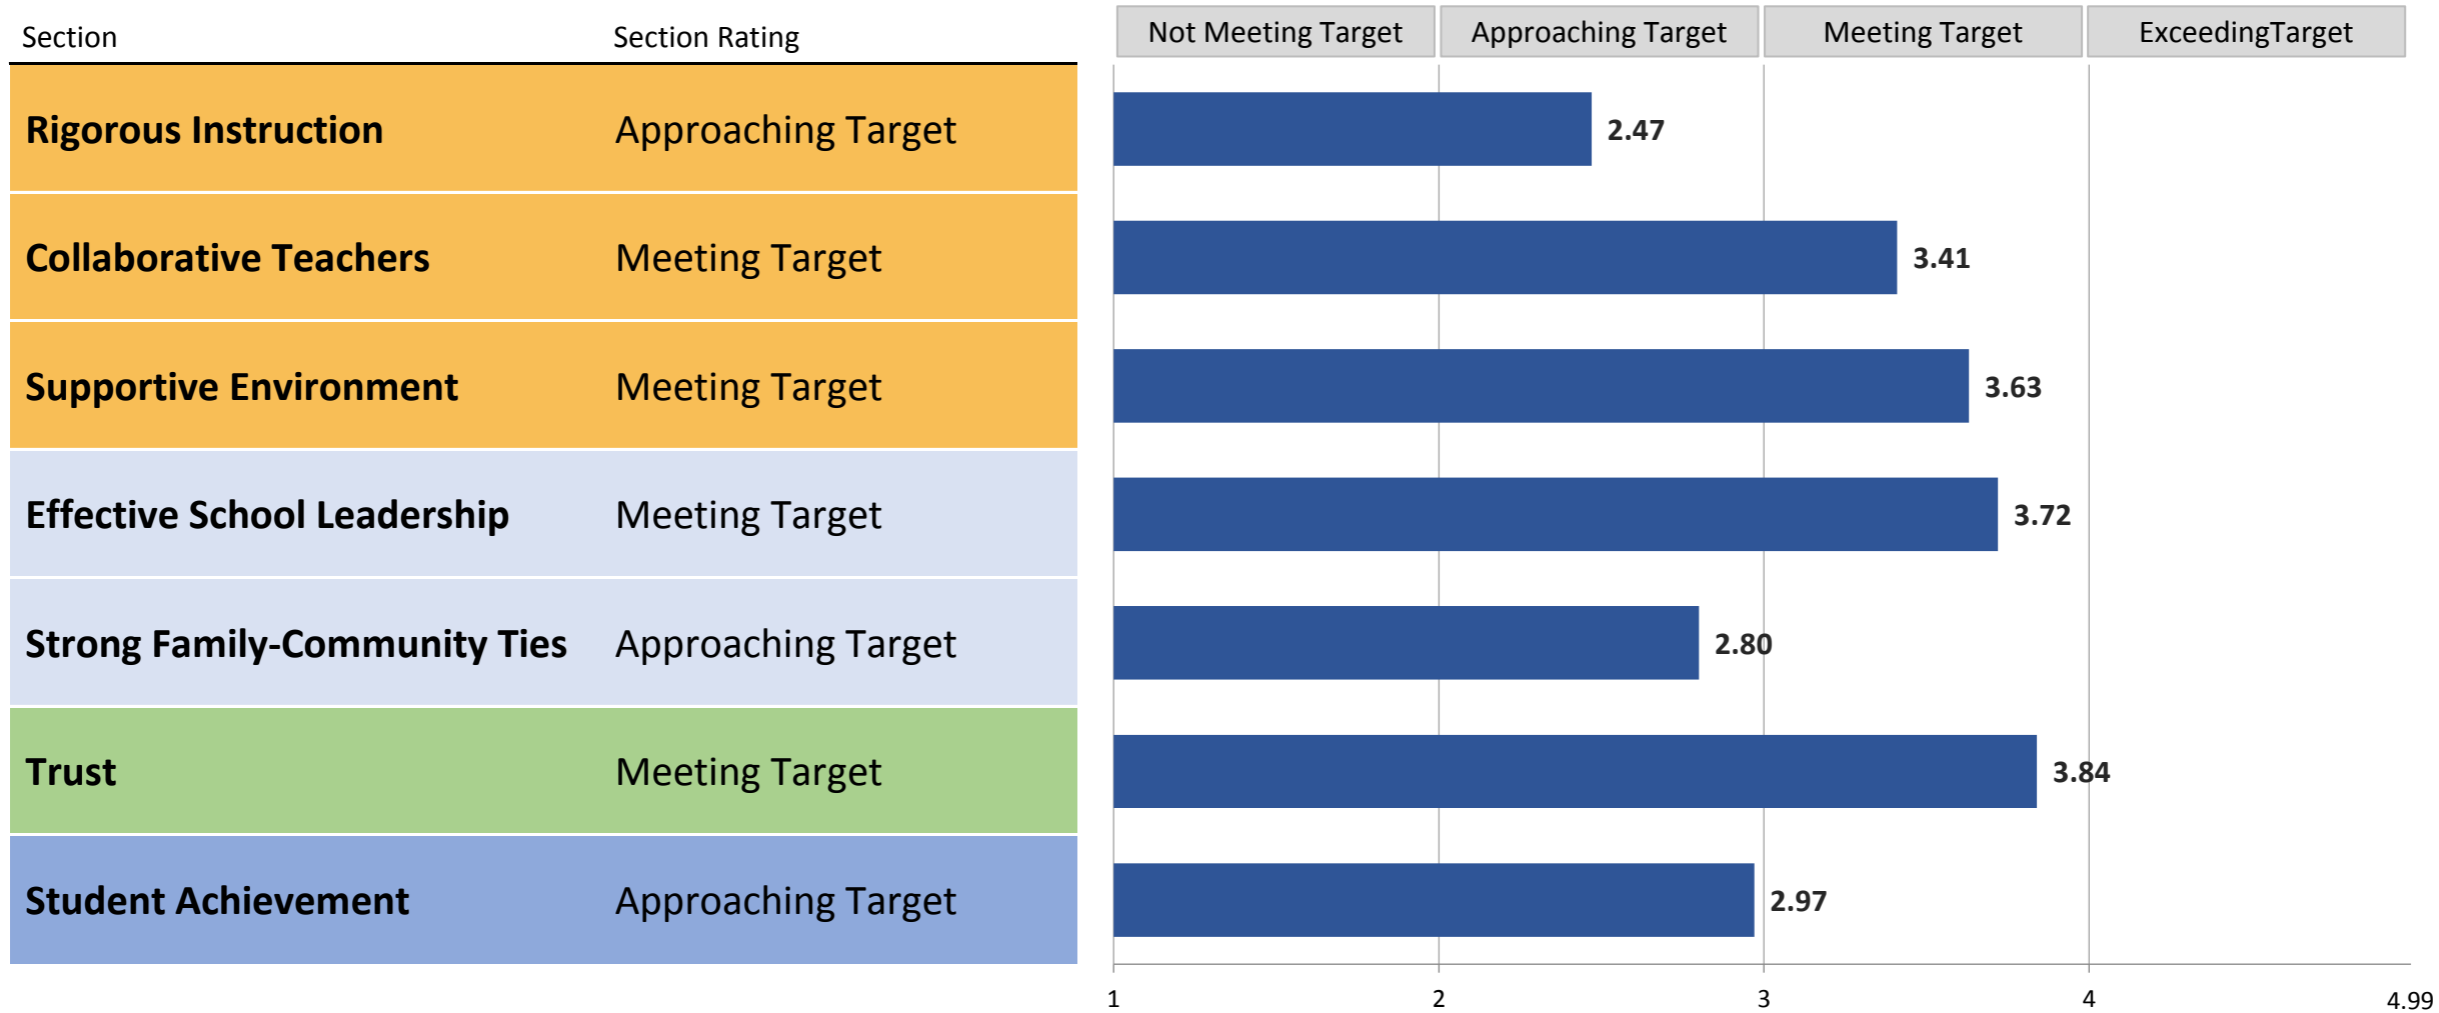 Section Section Rating Not Meeting Target Approaching Target Meeting Target ExceedingTarget
Rigorous Instruction Approaching Target 2.47
Collaborative Teachers Meeting Target 3.41
Supportive Environment Meeting Target 3.63
Effective School Leadership Meeting Target 3.72
Strong Family-Community Ties Approaching Target 2.80
Trust Meeting Target 3.84
Student Achievement Approaching Target 2.97
1 2 3 4 4.99